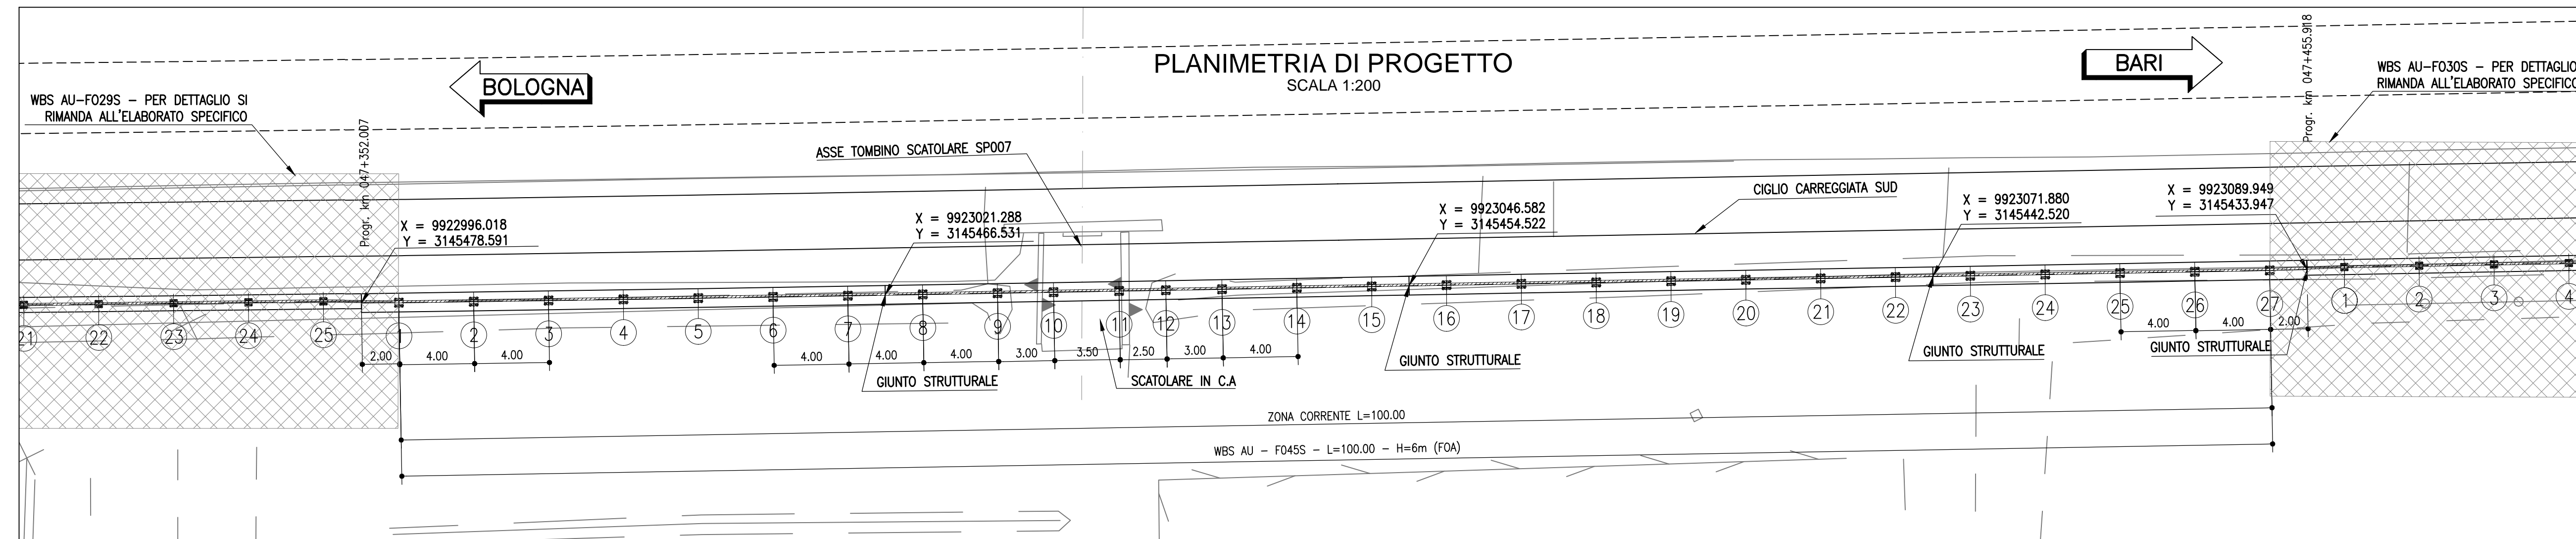 PLANIMETRIA DI PROGETTO
SCALA 1:200
BOLOGNA
BARI
WBS AU-F029S - PER DETTAGLIO SI
RIMANDA ALL'ELABORATO SPECIFICO
WBS AU-F030S - PER DETTAGLIO
RIMANDA ALL'ELABORATO SPECIFICO
Progr. km 047+352.007
Progr. km 047+455.918
ASSE TOMBINO SCATOLARE SP007
CIGLIO CARREGGIATA SUD
X = 9922996.018
Y = 3145478.591
X = 9923021.288
Y = 3145466.531
X = 9923046.582
Y = 3145454.522
X = 9923071.880
Y = 3145442.520
X = 9923089.949
Y = 3145433.947
21 22 23 24 25 1 2 3 4 5 6 7 8 9 10 11 12 13 14 15 16 17 18 19 20 21 22 23 24 25 26 27 1 2 3 4
2.00 4.00 4.00 4.00 4.00 4.00 3.00 3.50 2.50 3.00 4.00 4.00 4.00 2.00
GIUNTO STRUTTURALE
SCATOLARE IN C.A
GIUNTO STRUTTURALE
GIUNTO STRUTTURALE
GIUNTO STRUTTURALE
ZONA CORRENTE L=100.00
WBS AU - F045S - L=100.00 - H=6m (FOA)